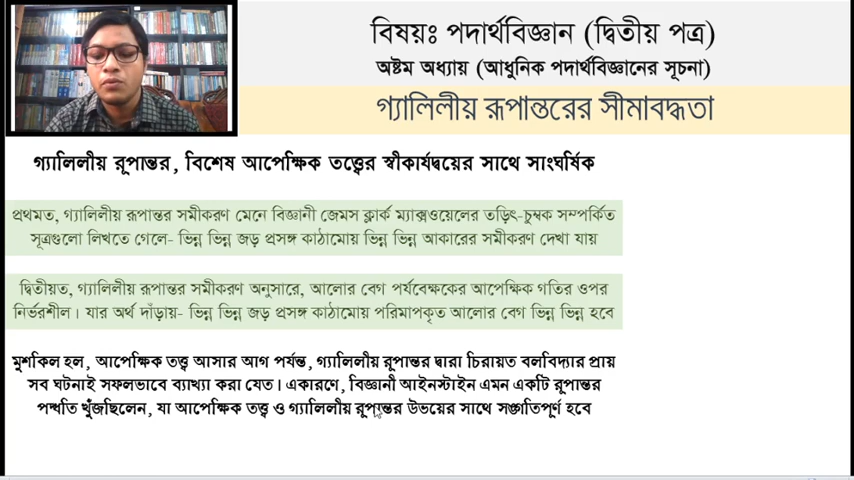 বিষয়ঃ পদার্থবিজ্ঞান (দ্বিতীয় পত্র)
অষ্টম অধ্যায় (আধুনিক পদার্থবিজ্ঞানের সূচনা)
গ্যালিলীয় রূপান্তরের সীমাবদ্ধতা
গ্যালিলীয় রূপান্তর, বিশেষ আপেক্ষিক তত্ত্বের স্বীকার্যদ্বয়ের সাথে সাংঘর্ষিক
প্রথমত, গ্যালিলীয় রূপান্তর সমীকরণ মেনে বিজ্ঞানী জেমস ক্লার্ক ম্যাক্সওয়েলের তড়িৎ-চুম্বক সম্পর্কিত
সূত্রগুলো লিখতে গেলে- ভিন্ন ভিন্ন জড় প্রসঙ্গ কাঠামোয় ভিন্ন ভিন্ন আকারের সমীকরণ দেখা যায়
দ্বিতীয়ত, গ্যালিলীয় রূপান্তর সমীকরণ অনুসারে, আলোর বেগ পর্যবেক্ষকের আপেক্ষিক গতির ওপর
নির্ভরশীল। যার অর্থ দাঁড়ায়- ভিন্ন ভিন্ন জড় প্রসঙ্গ কাঠামোয় পরিমাপকৃত আলোর বেগ ভিন্ন ভিন্ন হবে
মুশকিল হল, আপেক্ষিক তত্ত্ব আসার আগ পর্যন্ত, গ্যালিলীয় রূপান্তর দ্বারা চিরায়ত বলবিদ্যার প্রায়
সব ঘটনাই সফলভাবে ব্যাখ্যা করা যেত। একারণে, বিজ্ঞানী আইনস্টাইন এমন একটি রূপান্তর
পদ্ধতি খুঁজছিলেন, যা আপেক্ষিক তত্ত্ব ও গ্যালিলীয় রূপান্তর উভয়ের সাথে সঙ্গতিপূর্ণ হবে